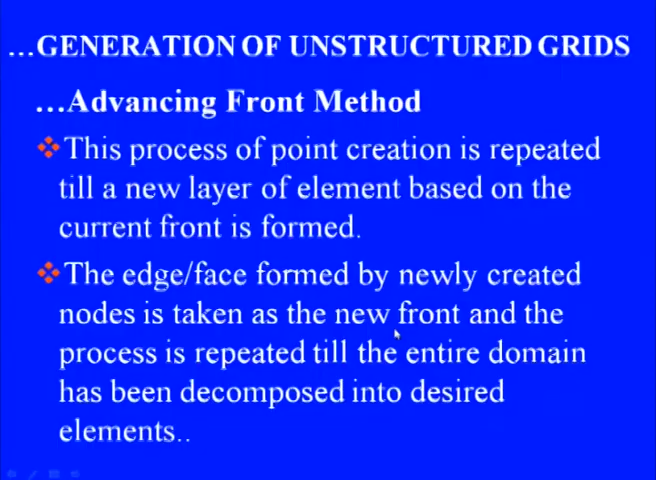 ...GENERATION OF UNSTRUCTURED GRIDS
...Advancing Front Method
This process of point creation is repeated
till a new layer of element based on the
current front is formed.
The edge/face formed by newly created
nodes is taken as the new front and the
process is repeated till the entire domain
has been decomposed into desired
elements..